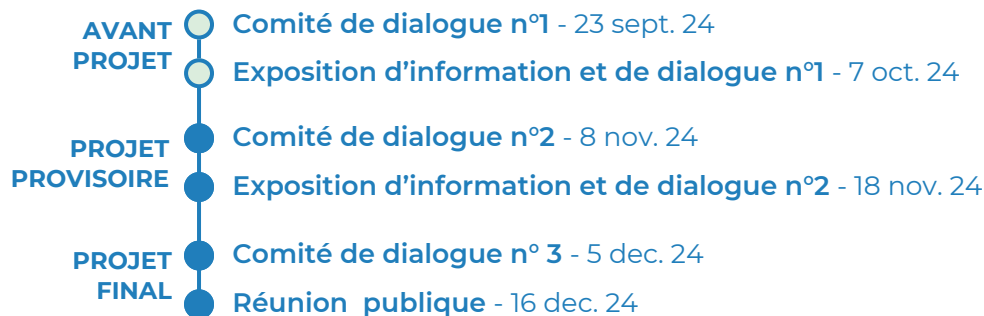 AVANT
PROJET
Comité de dialogue n°1 - 23 sept. 24
Exposition d’information et de dialogue n°1 - 7 oct. 24
PROJET
PROVISOIRE
Comité de dialogue n°2 - 8 nov. 24
Exposition d’information et de dialogue n°2 - 18 nov. 24
PROJET
FINAL
Comité de dialogue n° 3 - 5 dec. 24
Réunion publique - 16 dec. 24